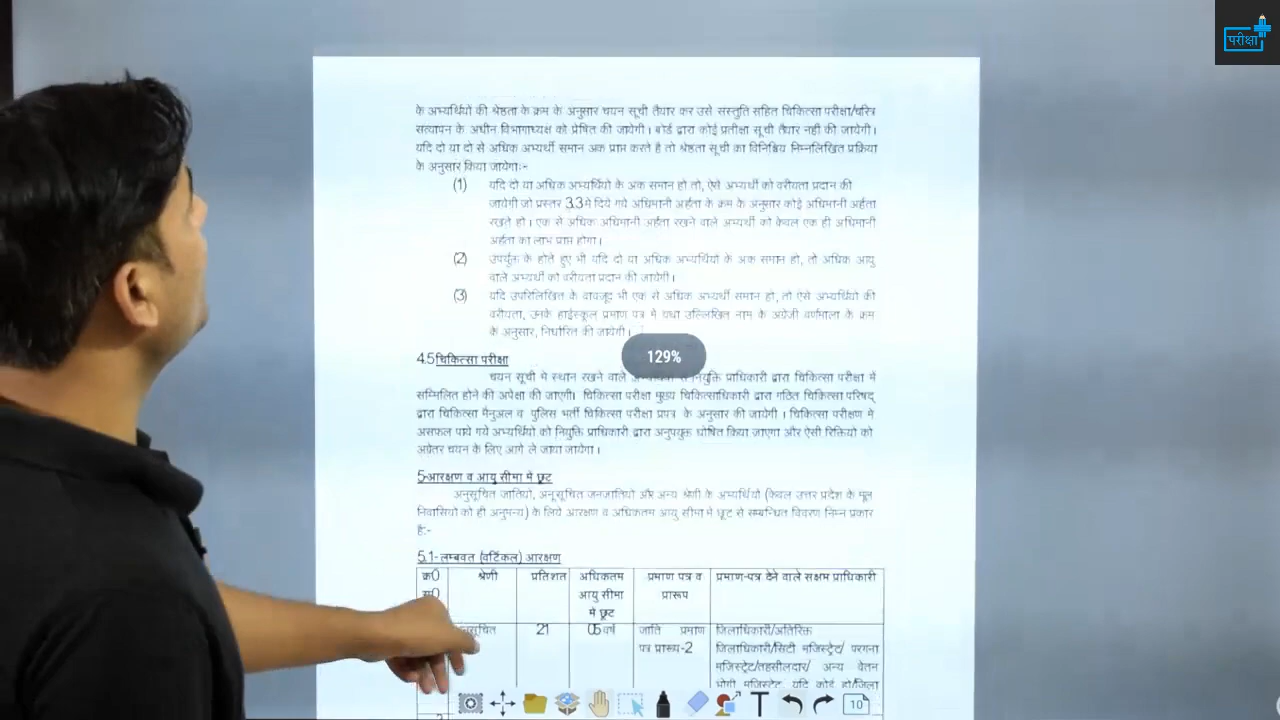 परीक्षा
के अभ्यर्थियों की श्रेष्ठता के क्रम के अनुसार चयन सूची तैयार कर उसे संस्तुति सहित चिकित्सा परीक्षा/चरित्र
सत्यापन के अधीन विभागाध्यक्ष को प्रेषित की जायेगी। बोर्ड द्वारा कोई प्रतीक्षा सूची तैयार नही की जायेगी।
यदि दो या दो से अधिक अभ्यर्थी समान अंक प्राप्त करते है तो श्रेष्ठता सूची का विनिश्चय निम्नलिखित प्रक्रिया
के अनुसार किया जायेगाः-
(1) यदि दो या अधिक अभ्यर्थियो के अंक समान हो तो, ऐसे अभ्यर्थी को वरीयता प्रदान की
जायेगी जो प्रस्तर 3.3 मे दिये गये अधिमानी अर्हता के क्रम के अनुसार कोई अधिमानी अर्हता
रखते हो। एक से अधिक अधिमानी अर्हता रखने वाले अभ्यर्थी को केवल एक ही अधिमानी
अर्हता का लाभ प्राप्त होगा।
(2) उपर्युक्त के होते हुए भी यदि दो या अधिक अभ्यर्थियों के अंक समान हो, तो अधिक आयु
वाले अभ्यर्थी को वरीयता प्रदान की जायेगी।
(3) यदि उपरिलिखित के बावजूद भी एक से अधिक अभ्यर्थी समान हो, तो ऐसे अभ्यर्थियो की
वरीयता, उनके हाईस्कूल प्रमाण पत्र मे यथा उल्लिखित नाम के अंग्रेजी वर्णमाला के क्रम
के अनुसार, निर्धारित की जायेगी।
129%
4.5 चिकित्सा परीक्षा
चयन सूची मे स्थान रखने वाले से नियुक्ति प्राधिकारी द्वारा चिकित्सा परीक्षा में
सम्मिलित होने की अपेक्षा की जाएगी। चिकित्सा परीक्षा मुख्य चिकित्साधिकारी द्वारा गठित चिकित्सा परिषद्
द्वारा चिकित्सा मैनुअल व पुलिस भर्ती चिकित्सा परीक्षा प्रपत्र के अनुसार की जायेगी। चिकित्सा परीक्षण मे
असफल पाये गये अभ्यर्थियो को नियुक्ति प्राधिकारी द्वारा अनुपयुक्त घोषित किया जाएगा और ऐसी रिक्तियो को
अग्रेतर चयन के लिए आगे ले जाया जायेगा।
5-आरक्षण व आयु सीमा में छूट
अनुसूचित जातियो, अनुसूचित जनजातियो और अन्य श्रेणी के अभ्यर्थियो (केवल उत्तर प्रदेश के मूल
निवासियो को ही अनुमन्य) के लिये आरक्षण व अधिकतम आयु सीमा में छूट से सम्बन्धित विवरण निम्न प्रकार
है:-
5.1-लम्बवत (वर्टिकल) आरक्षण
क्र0 श्रेणी प्रतिशत अधिकतम प्रमाण पत्र व प्रमाण-पत्र देने वाले सक्षम प्राधिकारी
स0 आयु सीमा प्रारूप
में छूट
21 05 वर्ष जाति प्रमाण जिलाधिकारी/अतिरिक्त
पत्र प्रारूप-2 जिलाधिकारी/सिटी मजिस्ट्रेट/ परगना
मजिस्ट्रेट/तहसीलदार/ अन्य वेतन
भोगी मजिस्ट्रेट, यदि कोई हो/जिला
T 10